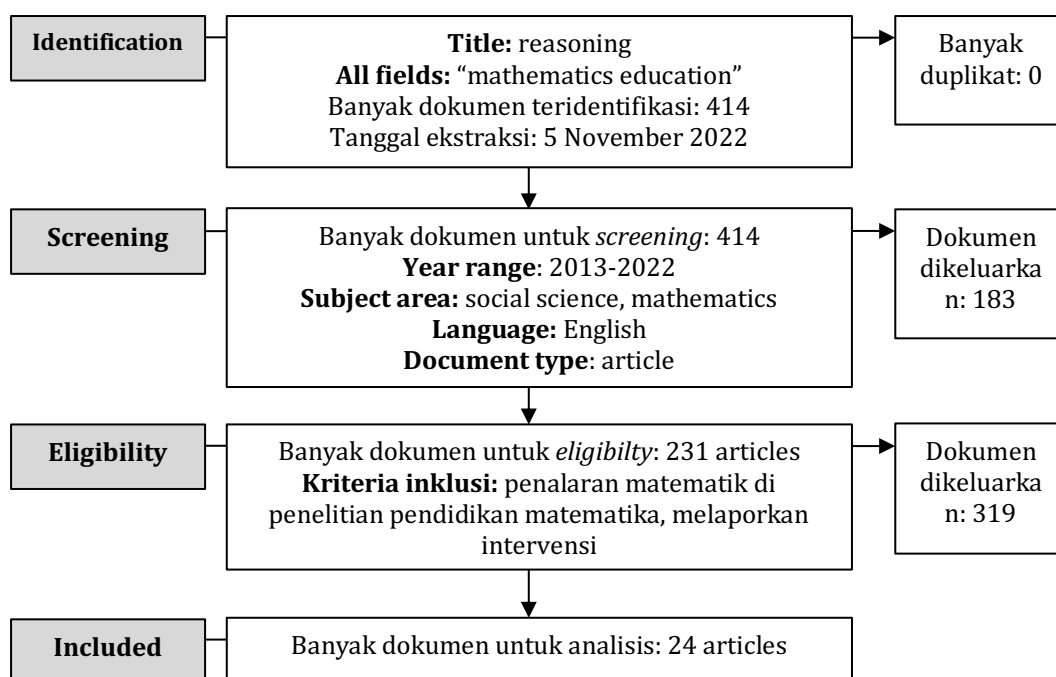 Identification
Title: reasoning
All fields: “mathematics education”
Banyak dokumen teridentifikasi: 414
Tanggal ekstraksi: 5 November 2022
Banyak
duplikat: 0
Screening
Banyak dokumen untuk screening: 414
Year range: 2013-2022
Subject area: social science, mathematics
Language: English
Document type: article
Dokumen
dikeluarka
n: 183
Eligibility
Banyak dokumen untuk eligibilty: 231 articles
Kriteria inklusi: penalaran matematik di
penelitian pendidikan matematika, melaporkan
intervensi
Dokumen
dikeluarka
n: 319
Included
Banyak dokumen untuk analisis: 24 articles